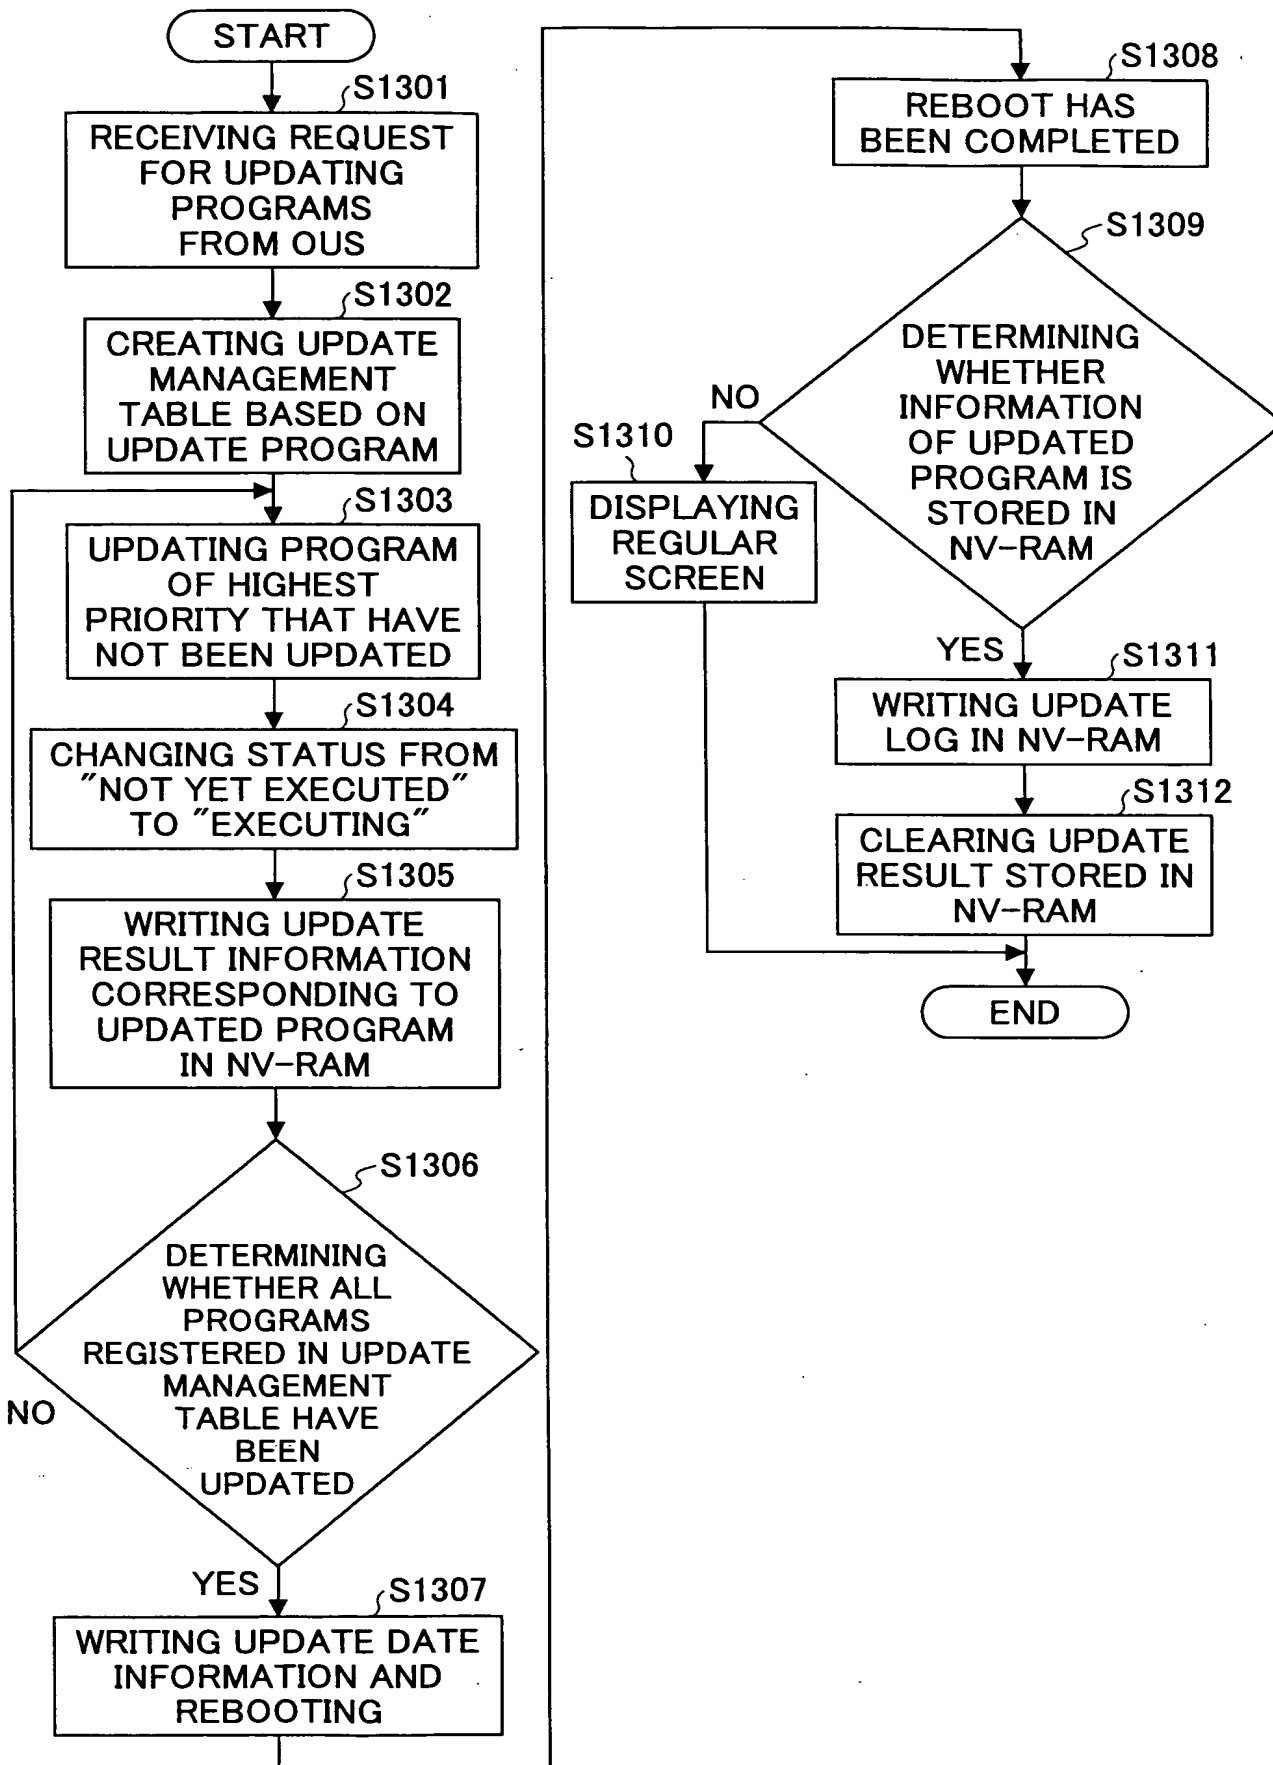 START
S1301
RECEIVING REQUEST
FOR UPDATING
PROGRAMS
FROM OUS
S1302
CREATING UPDATE
MANAGEMENT
TABLE BASED ON
UPDATE PROGRAM
S1303
UPDATING PROGRAM
OF HIGHEST
PRIORITY THAT HAVE
NOT BEEN UPDATED
S1304
CHANGING STATUS FROM
"NOT YET EXECUTED"
TO "EXECUTING"
S1305
WRITING UPDATE
RESULT INFORMATION
CORRESPONDING TO
UPDATED PROGRAM
IN NV-RAM
S1306
DETERMINING
WHETHER ALL
PROGRAMS
REGISTERED IN UPDATE
MANAGEMENT
TABLE HAVE
BEEN
UPDATED
NO
YES
S1307
WRITING UPDATE DATE
INFORMATION AND
REBOOTING
S1308
REBOOT HAS
BEEN COMPLETED
S1309
DETERMINING
WHETHER
INFORMATION
OF UPDATED
PROGRAM IS
STORED IN
NV-RAM
NO
S1310
DISPLAYING
REGULAR
SCREEN
YES
S1311
WRITING UPDATE
LOG IN NV-RAM
S1312
CLEARING UPDATE
RESULT STORED IN
NV-RAM
END